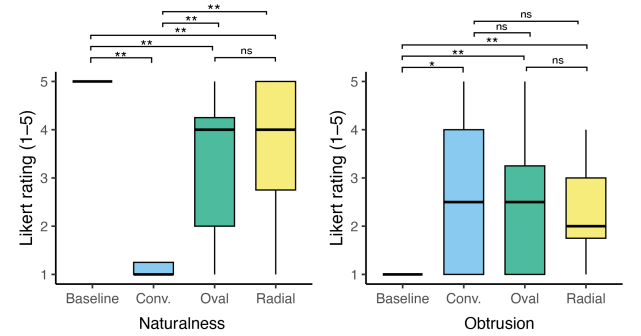 **
**
**
**
** ns
Likert rating (1–5)
5
4
3
2
1
Baseline Conv. Oval Radial
Naturalness
ns
ns
**
**
* ns
Likert rating (1–5)
5
4
3
2
1
Baseline Conv. Oval Radial
Obtrusion